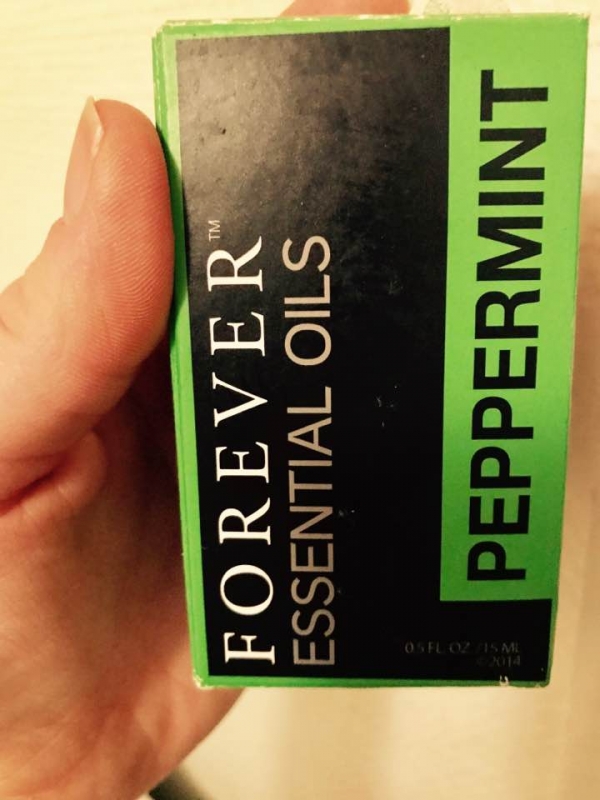 FOREVER™
ESSENTIAL OILS
PEPPERMINT
0.5 FL. OZ. /15 ML
©2014